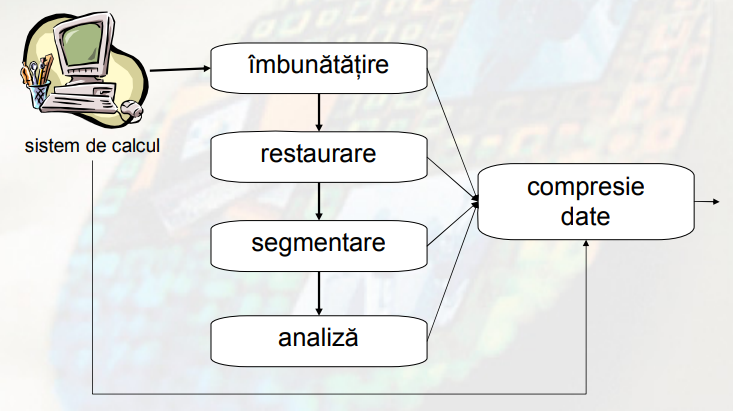 îmbunătățire
sistem de calcul
restaurare
compresie
date
segmentare
analiză